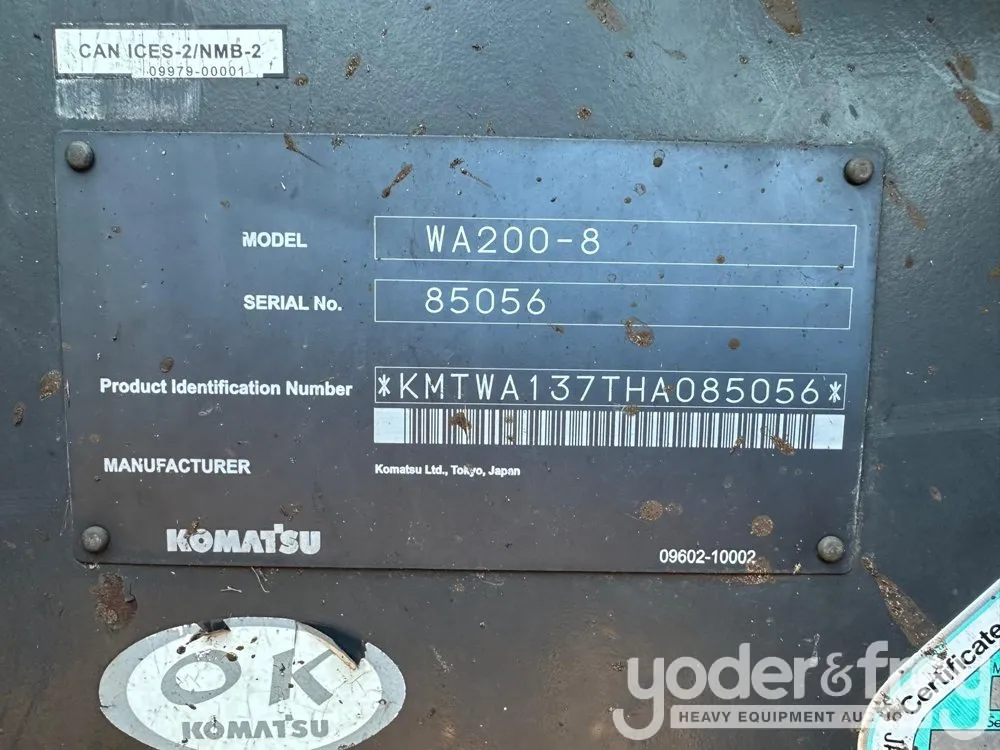 CAN ICES-2/NMB-2
09979-00001
MODEL WA200-8
SERIAL No. 85056
Product Identification Number *KMTWA137THA085056*
MANUFACTURER Komatsu Ltd., Tokyo, Japan
KOMATSU
09602-10002
OK
KOMATSU
yoder&frey
HEAVY EQUIPMENT
Certificate